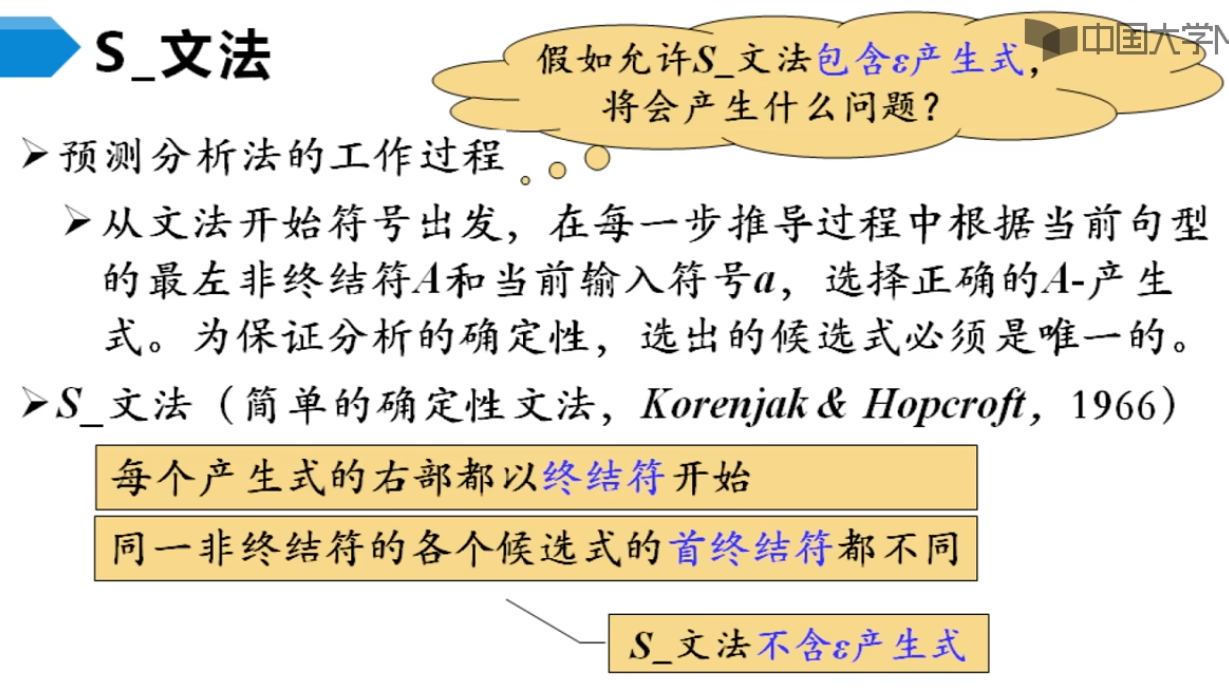 S_文法
中国大学M
假如允许S_文法包含ε产生式，
将会产生什么问题？
➢预测分析法的工作过程
➢从文法开始符号出发，在每一步推导过程中根据当前句型
的最左非终结符A和当前输入符号a，选择正确的A-产生
式。为保证分析的确定性，选出的候选式必须是唯一的。
➢S_文法（简单的确定性文法，Korenjak & Hopcroft，1966）
每个产生式的右部都以终结符开始
同一非终结符的各个候选式的首终结符都不同
S_文法不含ε产生式